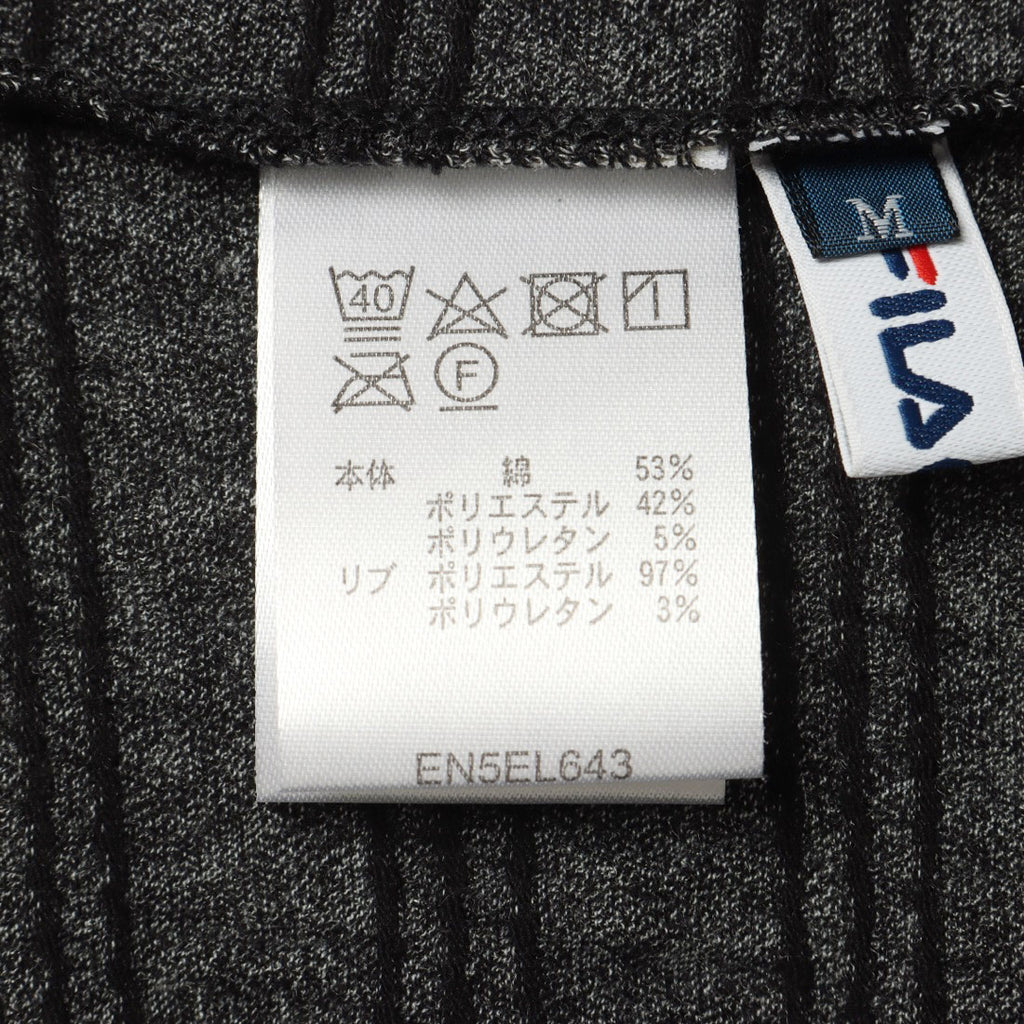 M
FILA
40
F
本体 綿 53%
ポリエステル 42%
ポリウレタン 5%
リブ ポリエステル 97%
ポリウレタン 3%
EN5EL643